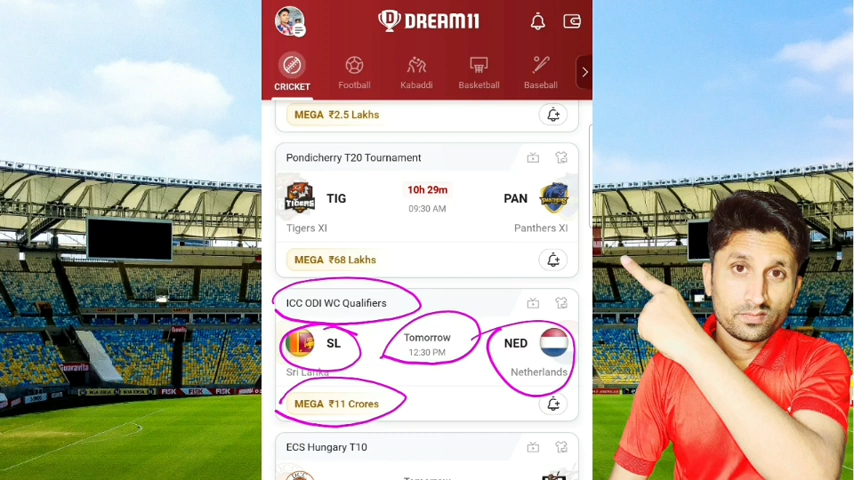 DREAM11
CRICKET
Football
Kabaddi
Basketball
Baseball
MEGA ₹2.5 Lakhs
Pondicherry T20 Tournament
TIGERS
TIG
10h 29m
09:30 AM
PAN
PANTHERS
Tigers XI
Panthers XI
MEGA ₹68 Lakhs
ICC ODI WC Qualifiers
SL
Tomorrow
12:30 PM
NED
Sri Lanka
Netherlands
MEGA ₹11 Crores
ECS Hungary T10
Tomorrow